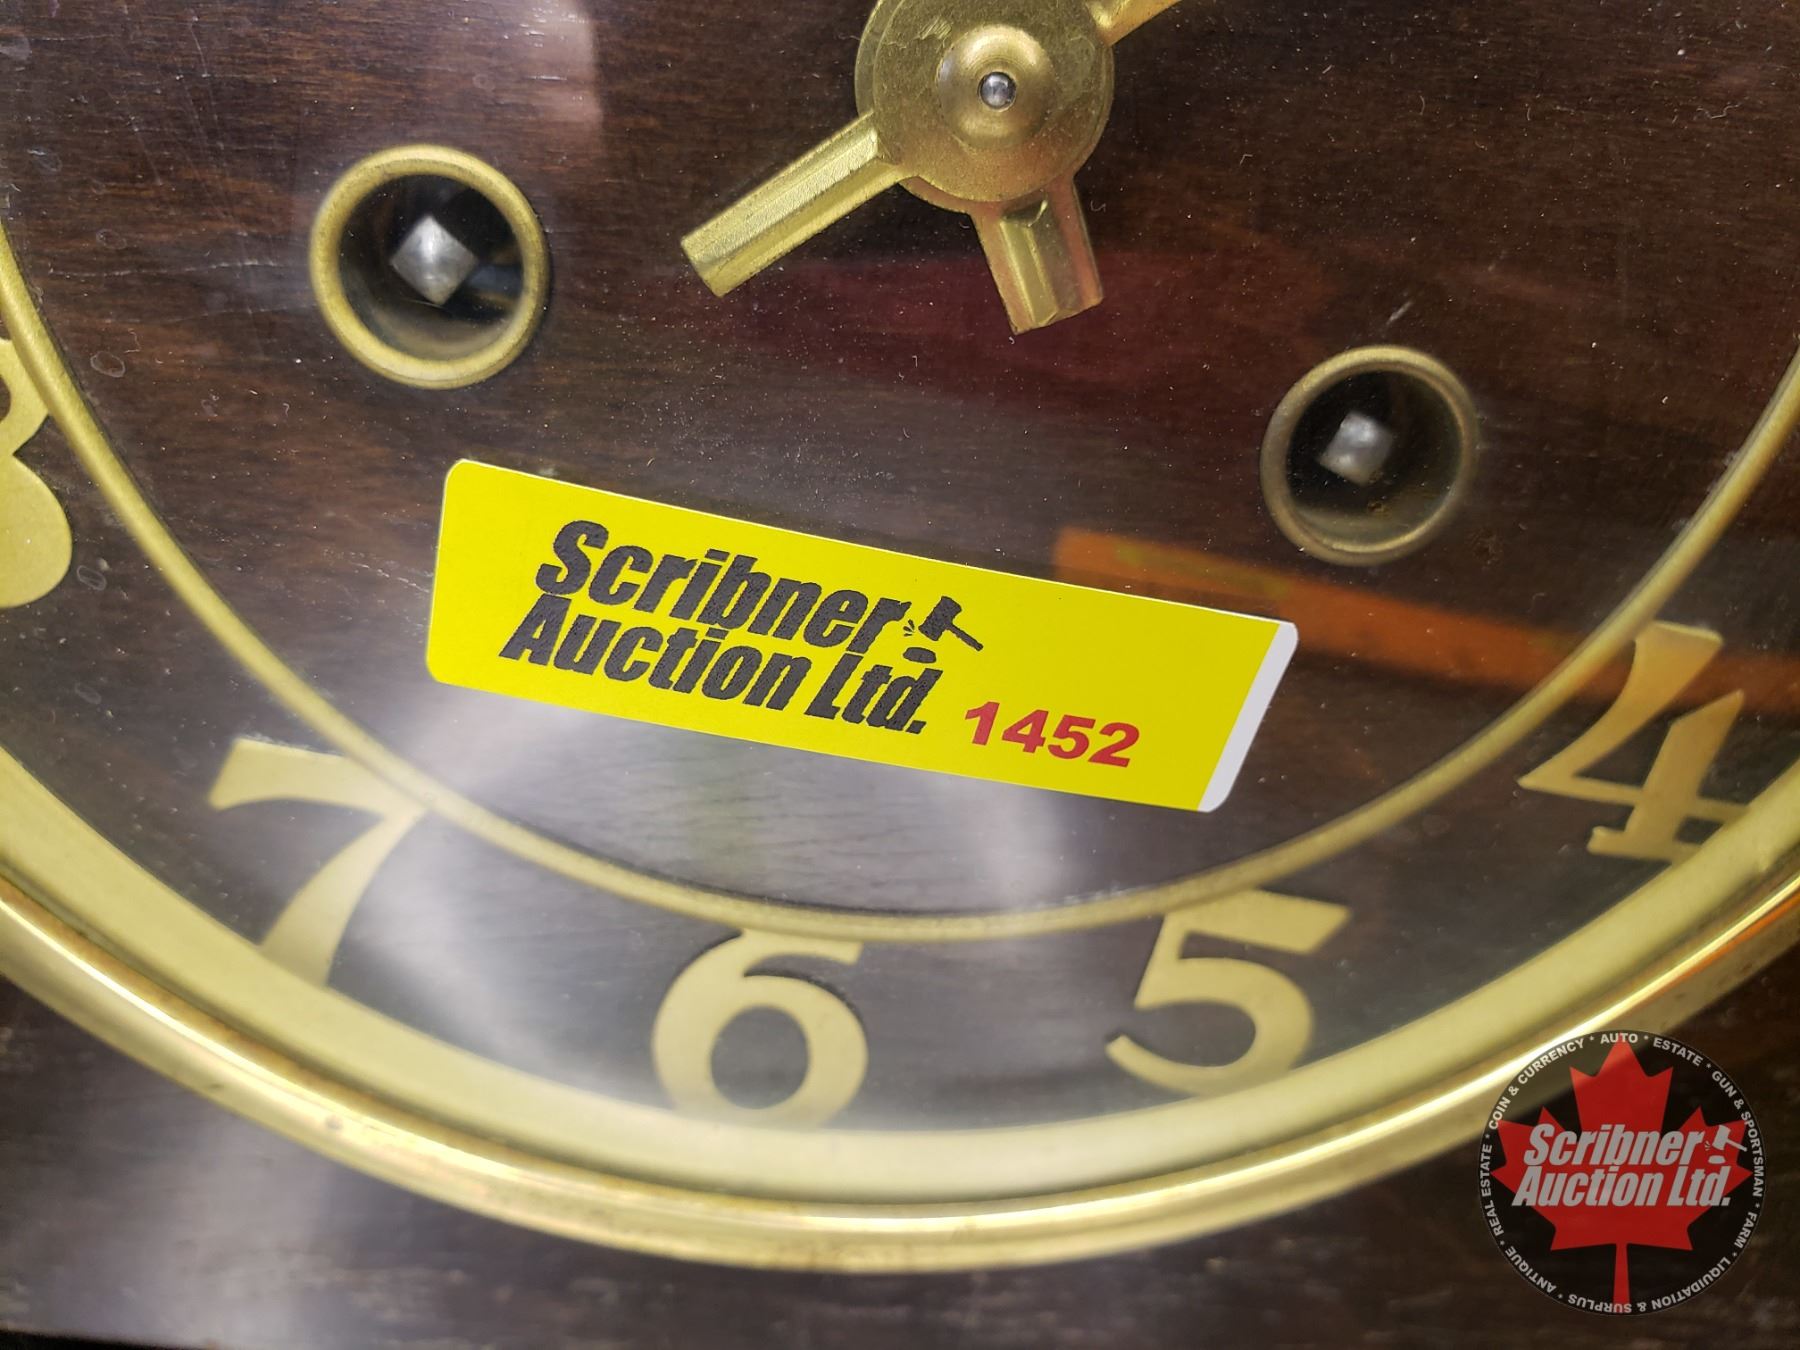 Scribner
Auction Ltd. 1452
8
7
6
5
4
Scribner
Auction Ltd.
ANTIQUE * REAL ESTATE * COIN & CURRENCY * AUTO * ESTATE * GUN & SPORTSMAN * FARM * LIQUIDATION & SURPLUS *